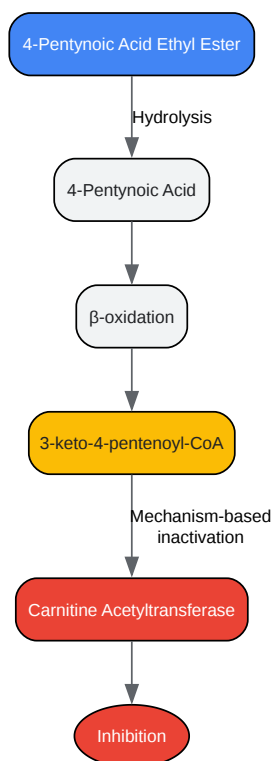 4-Pentynoic Acid Ethyl Ester
Hydrolysis
4-Pentynoic Acid
β-oxidation
3-keto-4-pentenoyl-CoA
Mechanism-based
inactivation
Carnitine Acetyltransferase
Inhibition